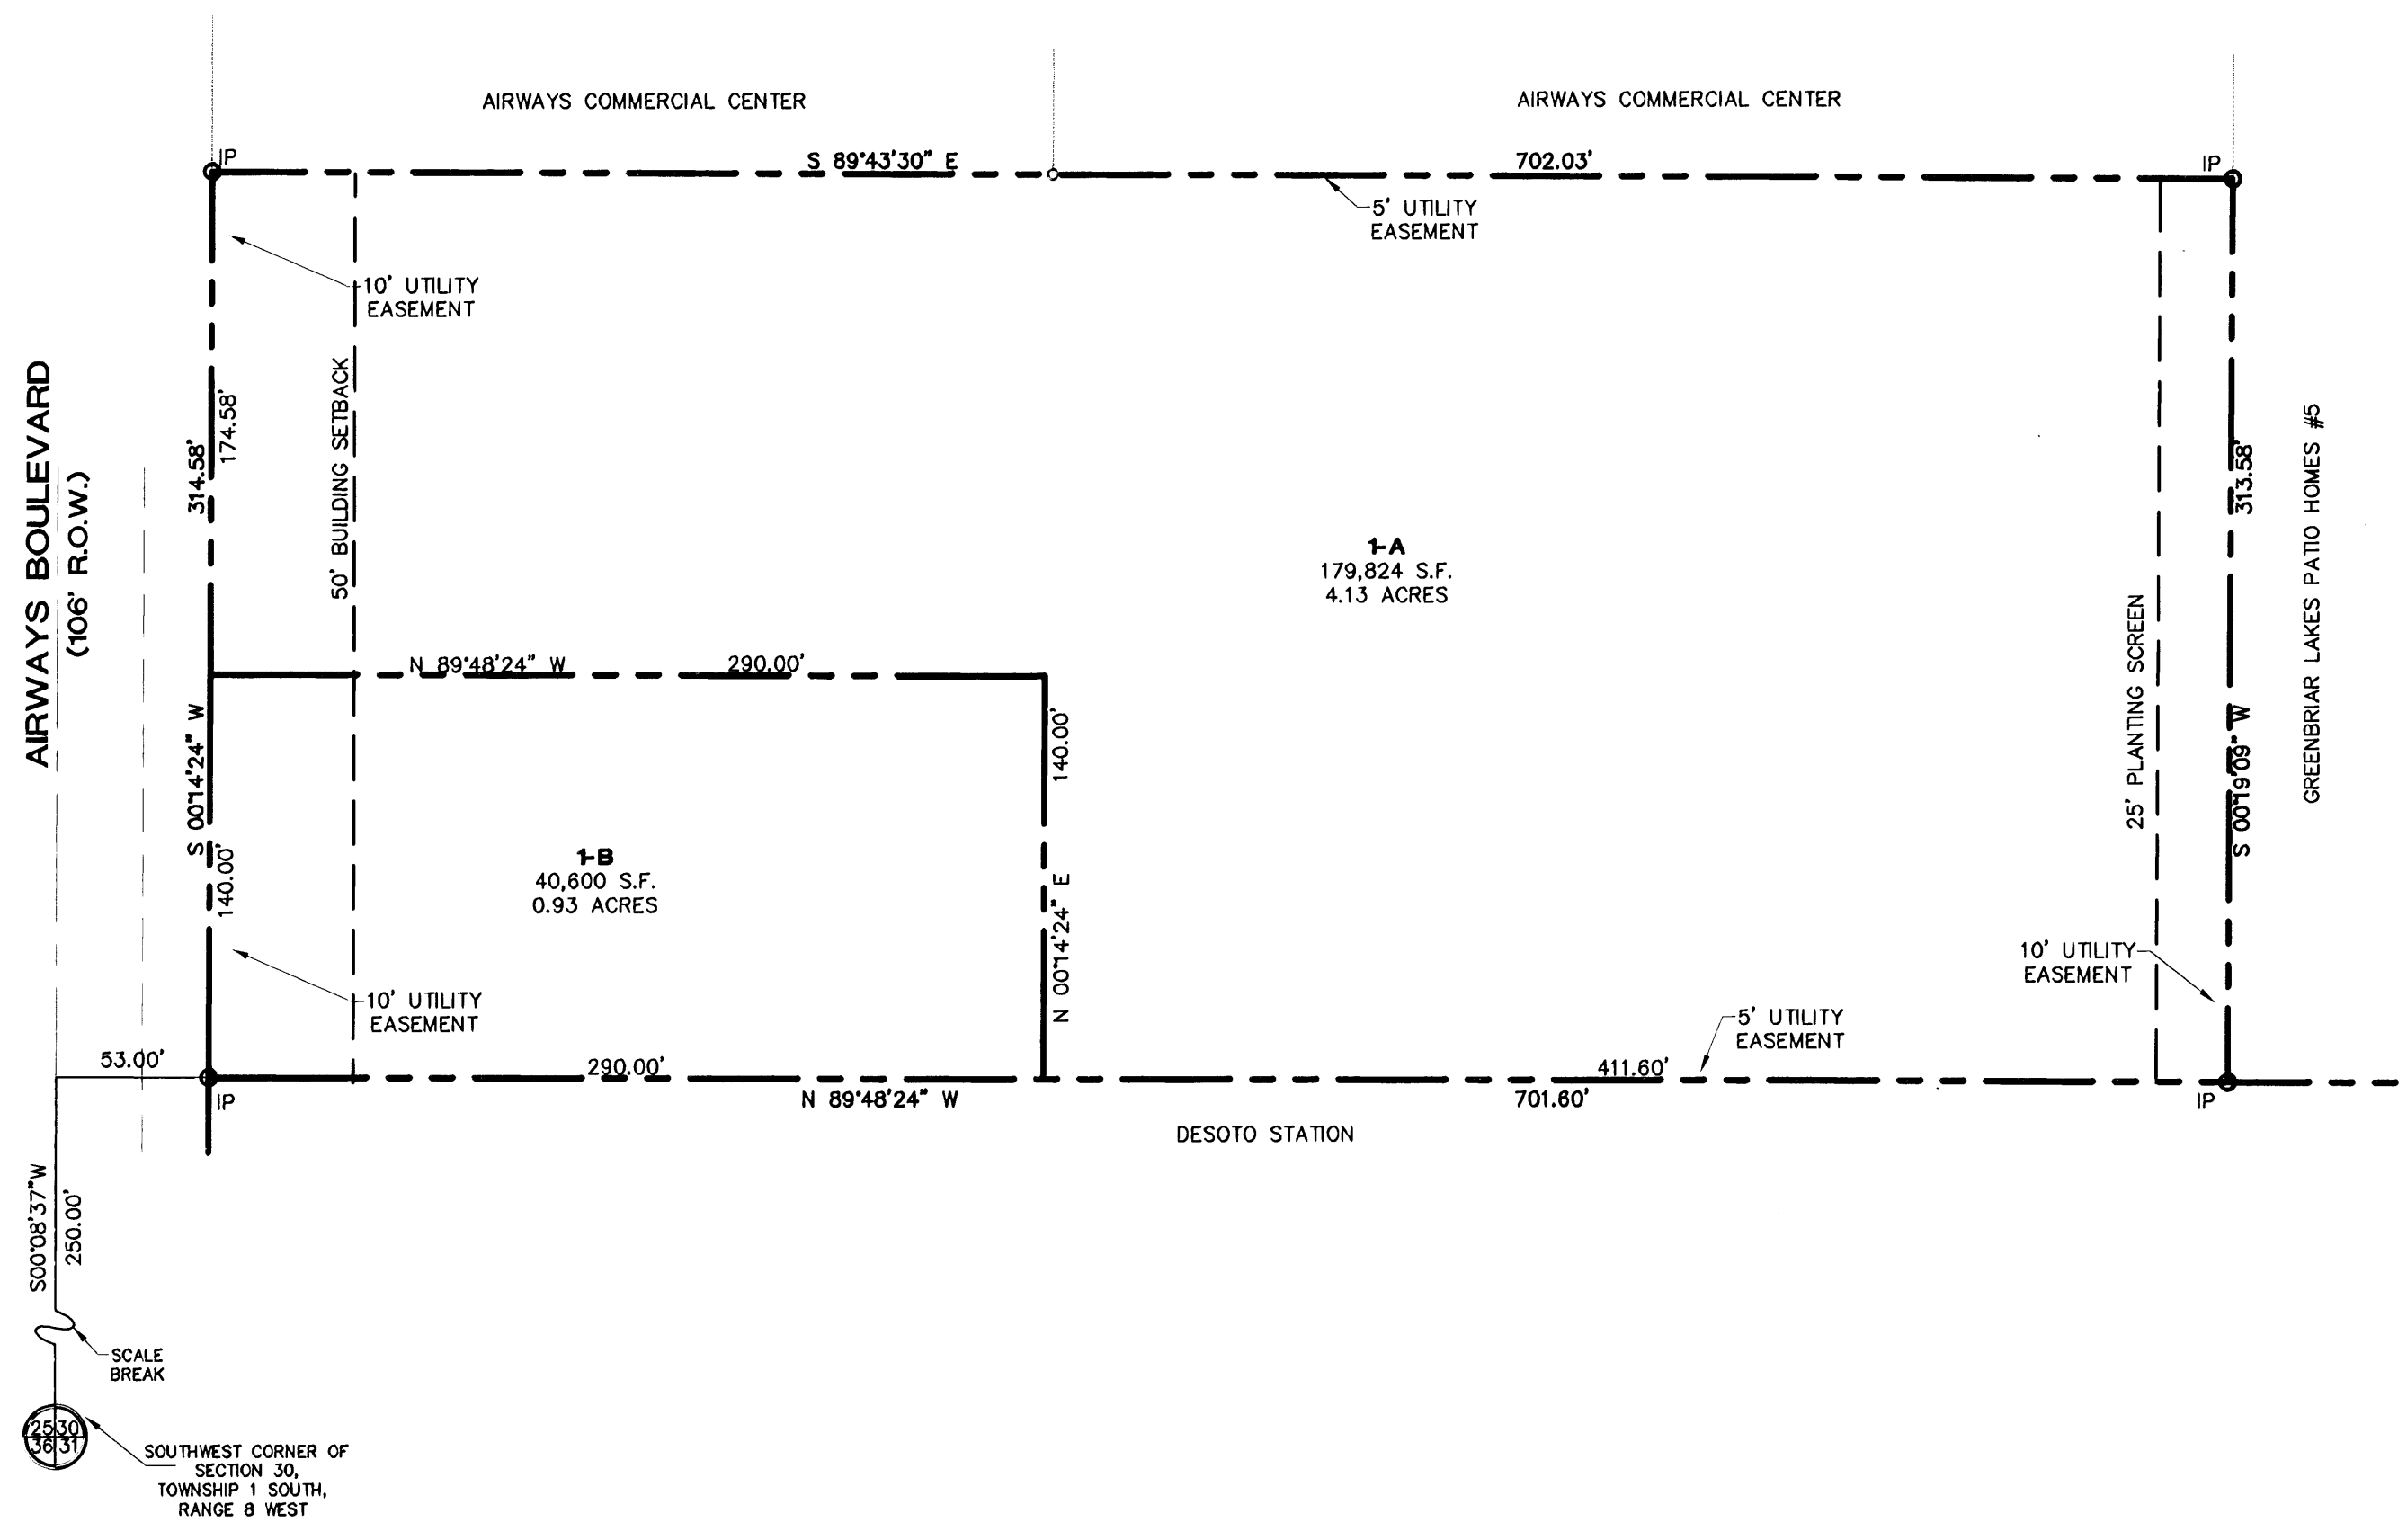 AIRWAYS COMMERCIAL CENTER
AIRWAYS COMMERCIAL CENTER
IP
S 89°43'30" E
702.03'
IP
5' UTILITY
EASEMENT
10' UTILITY
EASEMENT
AIRWAYS BOULEVARD
(106' R.O.W.)
314.58'
174.58'
50' BUILDING SETBACK
313.58'
GREENBRIAR LAKES PATIO HOMES #5
1-A
179,824 S.F.
4.13 ACRES
N 89°48'24" W
290.00'
S 00°14'24" W
140.00'
140.00'
N 00°14'24" E
25' PLANTING SCREEN
S 00°19'09" W
1-B
40,600 S.F.
0.93 ACRES
10' UTILITY
EASEMENT
10' UTILITY
EASEMENT
5' UTILITY
EASEMENT
53.00'
290.00'
411.60'
IP
N 89°48'24" W
701.60'
IP
DESOTO STATION
S00°08'37"W
250.00'
SCALE
BREAK
25 30
36 31
SOUTHWEST CORNER OF
SECTION 30,
TOWNSHIP 1 SOUTH,
RANGE 8 WEST